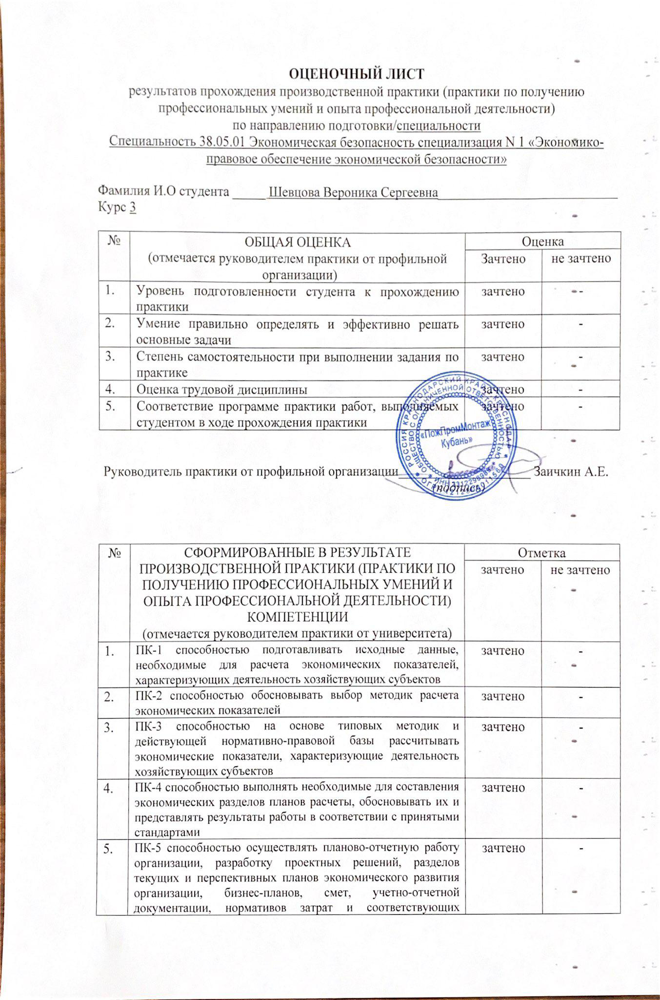 ОЦЕНОЧНЫЙ ЛИСТ
результатов прохождения производственной практики (практики по получению
профессиональных умений и опыта профессиональной деятельности)
по направлению подготовки/специальности
Специальность 38.05.01 Экономическая безопасность специализация N 1 «Экономико-
правовое обеспечение экономической безопасности»
Фамилия И.О студента Шевцова Вероника Сергеевна
Курс 3
№ ОБЩАЯ ОЦЕНКА Оценка
(отмечается руководителем практики от профильной Зачтено не зачтено
организации)
1. Уровень подготовленности студента к прохождению зачтено -
практики
2. Умение правильно определять и эффективно решать зачтено -
основные задачи
3. Степень самостоятельности при выполнении задания по зачтено -
практике
4. Оценка трудовой дисциплины зачтено -
5. Соответствие программе практики работ, выполняемых зачтено -
студентом в ходе прохождения практики
РОССИЯ КРАСНОДАРСКИЙ КРАЙ Г. КРАСНОДАР
ОБЩЕСТВО С ОГРАНИЧЕННОЙ ОТВЕТСТВЕННОСТЬЮ
«ПожПромМонтаж
Кубань»
Руководитель практики от профильной организации Заичкин А.Е.
(подпись)
№ СФОРМИРОВАННЫЕ В РЕЗУЛЬТАТЕ Отметка
ПРОИЗВОДСТВЕННОЙ ПРАКТИКИ (ПРАКТИКИ ПО зачтено не зачтено
ПОЛУЧЕНИЮ ПРОФЕССИОНАЛЬНЫХ УМЕНИЙ И
ОПЫТА ПРОФЕССИОНАЛЬНОЙ ДЕЯТЕЛЬНОСТИ)
КОМПЕТЕНЦИИ
(отмечается руководителем практики от университета)
1. ПК-1 способностью подготавливать исходные данные, зачтено -
необходимые для расчета экономических показателей,
характеризующих деятельность хозяйствующих субъектов
2. ПК-2 способностью обосновывать выбор методик расчета зачтено -
экономических показателей
3. ПК-3 способностью на основе типовых методик и зачтено -
действующей нормативно-правовой базы рассчитывать
экономические показатели, характеризующие деятельность
хозяйствующих субъектов
4. ПК-4 способностью выполнять необходимые для составления зачтено -
экономических разделов планов расчеты, обосновывать их и
представлять результаты работы в соответствии с принятыми
стандартами
5. ПК-5 способностью осуществлять планово-отчетную работу зачтено -
организации, разработку проектных решений, разделов
текущих и перспективных планов экономического развития
организации, бизнес-планов, смет, учетно-отчетной
документации, нормативов затрат и соответствующих